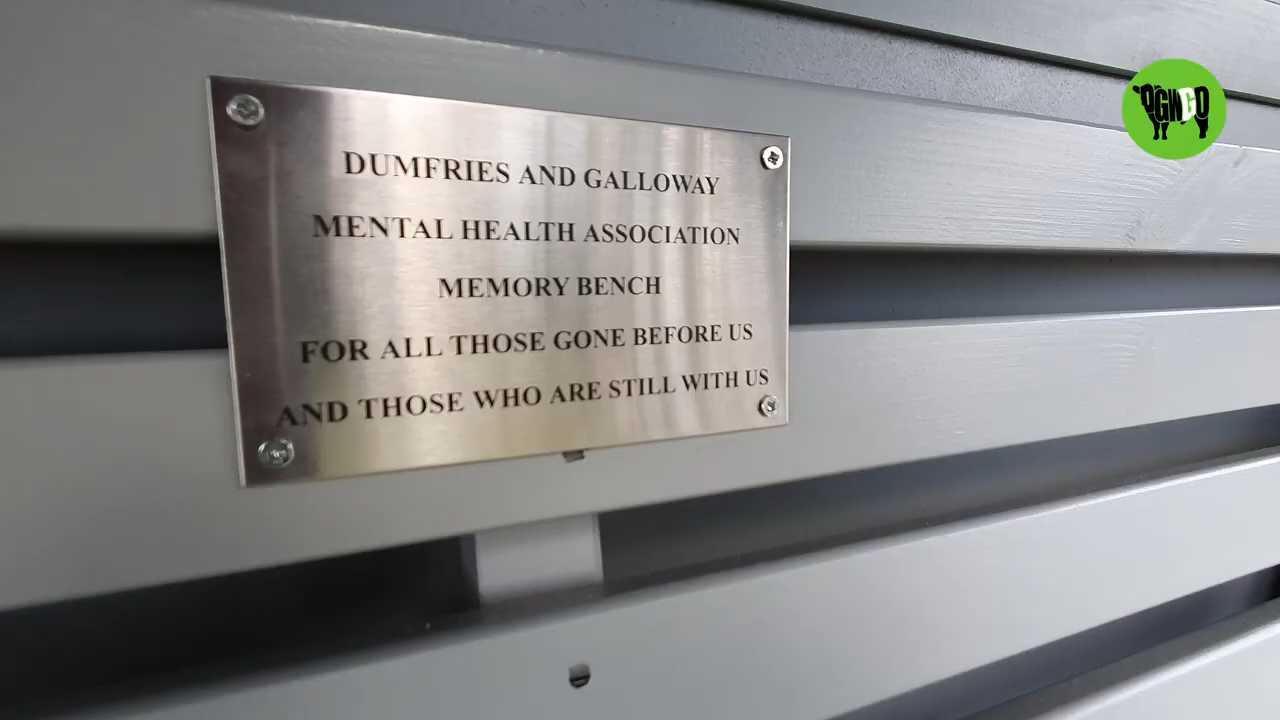 DUMFRIES AND GALLOWAY
MENTAL HEALTH ASSOCIATION
MEMORY BENCH
FOR ALL THOSE GONE BEFORE US
AND THOSE WHO ARE STILL WITH US
DGWGO